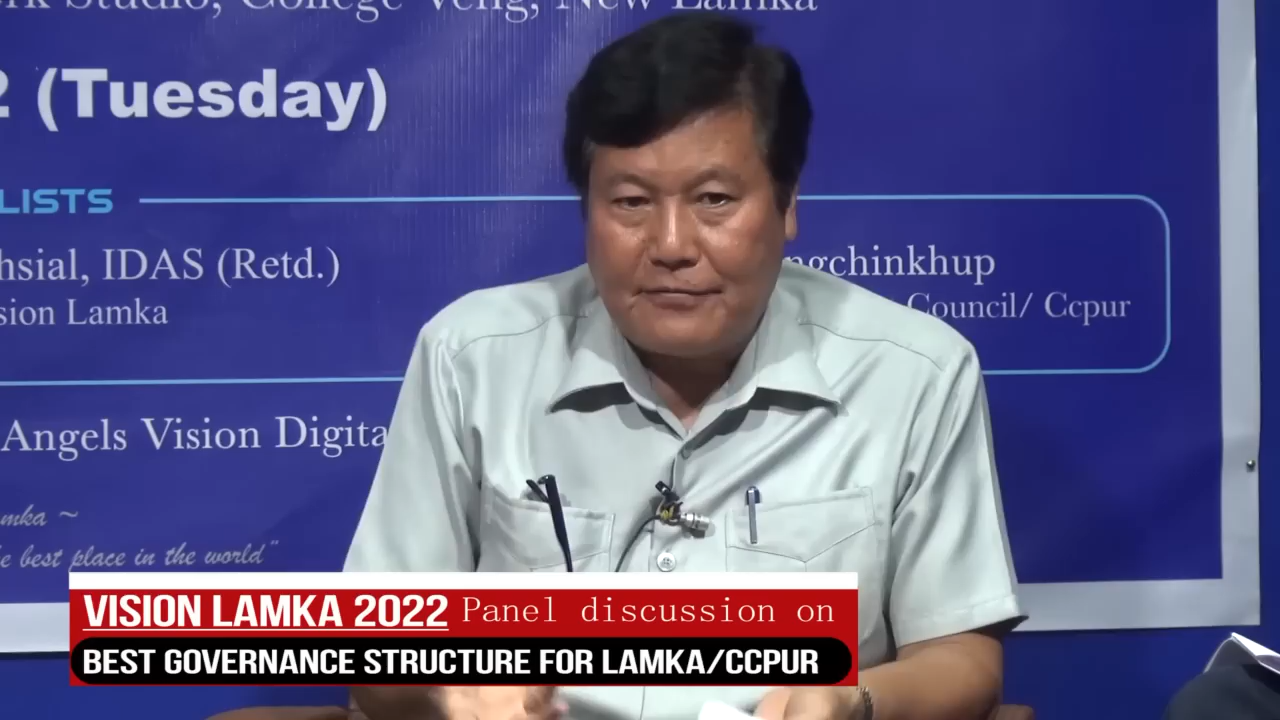 rk Studio, College Veng, New Lamka
2 (Tuesday)
LISTS
hsial, IDAS (Retd.)
sion Lamka
ngchinkhup
Council/ Ccpur
Angels Vision Digita
mka ~
e best place in the world"
VISION LAMKA 2022 Panel discussion on
BEST GOVERNANCE STRUCTURE FOR LAMKA/CCPUR